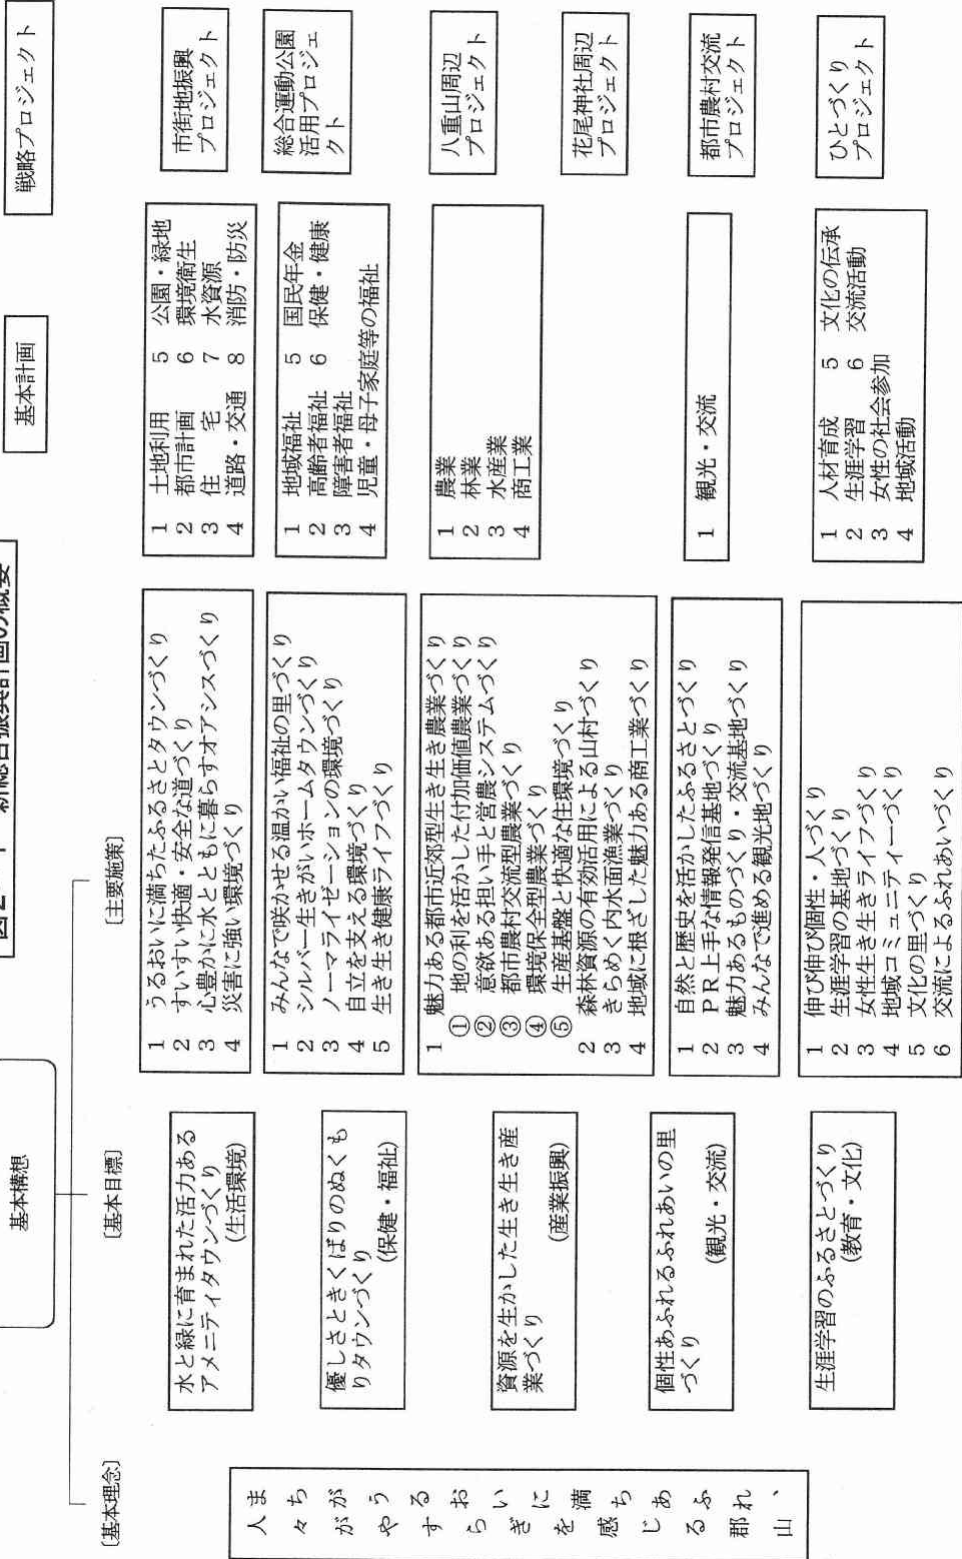 新総合振興計画の概要
基本構想
基本計画
戦略プロジェクト
[基本理念]
[基本目標]
[主要施策]
まちがうるおいに満ちあふれ、
人々がやすらぎを感じる郡山
水と緑に育まれた活力ある
アメニティタウンづくり
(生活環境)
1 うるおいに満ちたふるさとタウンづくり
2 すいすい快適・安全な道づくり
3 心豊かに水とともに暮らすオアシスづくり
4 災害に強い環境づくり
1 土地利用 5 公園・緑地
2 都市計画 6 環境衛生
3 住 宅 7 水資源
4 道路・交通 8 消防・防災
市街地振興
プロジェクト
優しさときくばりのぬくも
りタウンづくり
(保健・福祉)
1 みんなで咲かせる温かい福祉の里づくり
2 シルバー生きがいホームタウンづくり
3 ノーマライゼーションの環境づくり
4 自立を支える環境づくり
5 生き生き健康ライフづくり
1 地域福祉 5 国民年金
2 高齢者福祉 6 保健・健康
3 障害者福祉
4 児童・母子家庭等の福祉
総合運動公園
活用プロジェ
クト
資源を生かした生き生き産
業づくり
(産業振興)
1 魅力ある都市近郊型生き生き農業づくり
① 地の利を活かした付加価値農業づくり
② 意欲ある担い手と営農システムづくり
③ 都市農村交流型農業づくり
④ 環境保全型農業づくり
⑤ 生産基盤と快適な住環境づくり
2 森林資源の有効活用による山村づくり
3 きらめく内水面漁業づくり
4 地域に根ざした魅力ある商工業づくり
1 農業
2 林業
3 水産業
4 商工業
八重山周辺
プロジェクト
花尾神社周辺
プロジェクト
個性あふれるふれあいの里
づくり
(観光・交流)
1 自然と歴史を活かしたふるさとづくり
2 PR上手な情報発信基地づくり
3 魅力あるものづくり・交流基地づくり
4 みんなで進める観光地づくり
1 観光・交流
都市農村交流
プロジェクト
生涯学習のふるさとづくり
(教育・文化)
1 伸び伸び個性・人づくり
2 生涯学習の基地づくり
3 女性生き生きライフづくり
4 地域コミュニティーづくり
5 文化の里づくり
6 交流によるふれあいづくり
1 人材育成 5 文化の伝承
2 生涯学習 6 交流活動
3 女性の社会参加
4 地域活動
ひとづくり
プロジェクト